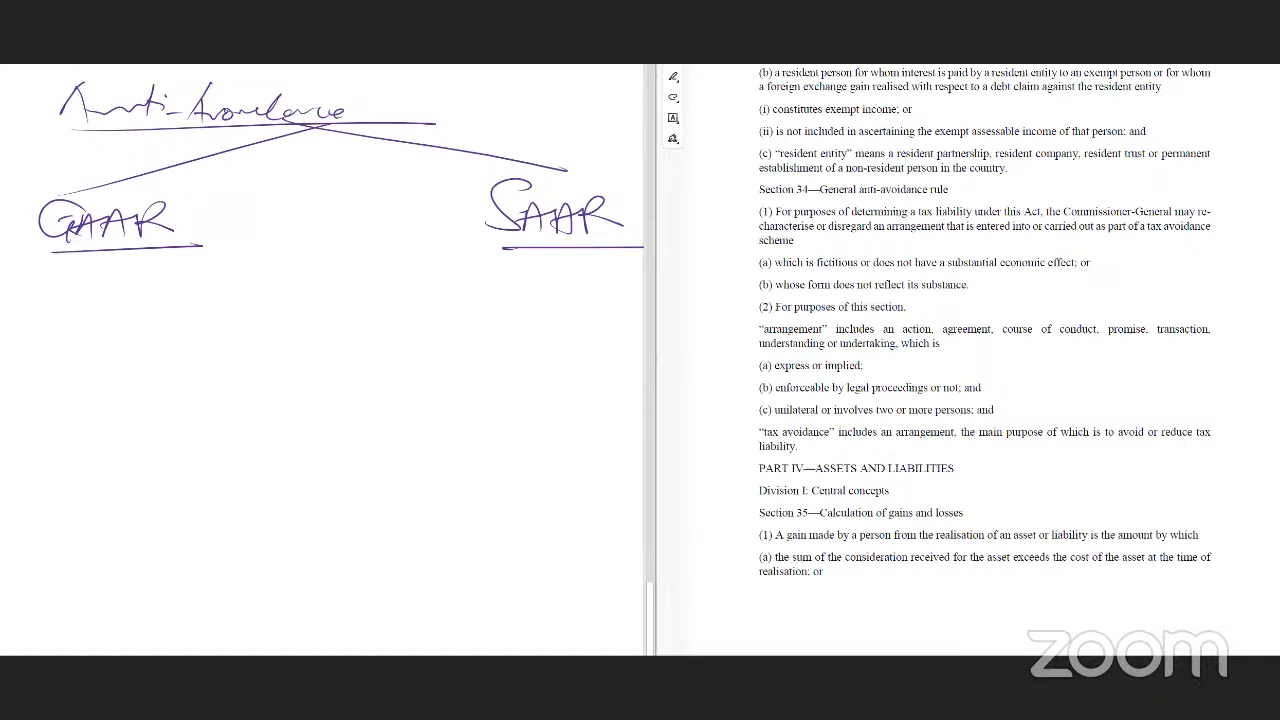 Anti-Avoidance
GAAR
SAAR
(b) a resident person for whom interest is paid by a resident entity to an exempt person or for whom
a foreign exchange gain realised with respect to a debt claim against the resident entity
(i) constitutes exempt income; or
(ii) is not included in ascertaining the exempt assessable income of that person; and
(c) “resident entity” means a resident partnership, resident company, resident trust or permanent
establishment of a non-resident person in the country.
Section 34—General anti-avoidance rule
(1) For purposes of determining a tax liability under this Act, the Commissioner-General may re-
characterise or disregard an arrangement that is entered into or carried out as part of a tax avoidance
scheme
(a) which is fictitious or does not have a substantial economic effect; or
(b) whose form does not reflect its substance.
(2) For purposes of this section,
“arrangement” includes an action, agreement, course of conduct, promise, transaction,
understanding or undertaking, which is
(a) express or implied;
(b) enforceable by legal proceedings or not; and
(c) unilateral or involves two or more persons; and
“tax avoidance” includes an arrangement, the main purpose of which is to avoid or reduce tax
liability.
PART IV—ASSETS AND LIABILITIES
Division I: Central concepts
Section 35—Calculation of gains and losses
(1) A gain made by a person from the realisation of an asset or liability is the amount by which
(a) the sum of the consideration received for the asset exceeds the cost of the asset at the time of
realisation; or
zoom